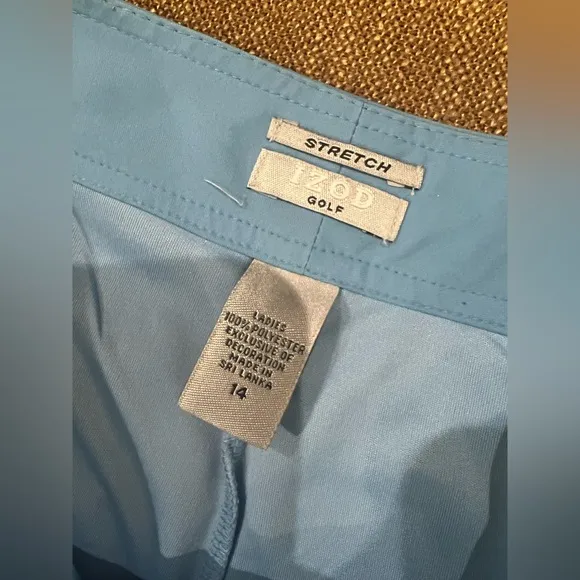 STRETCH
IZOD
GOLF
LADIES
100% POLYESTER
EXCLUSIVE OF
DECORATION
MADE IN
SRI LANKA
14